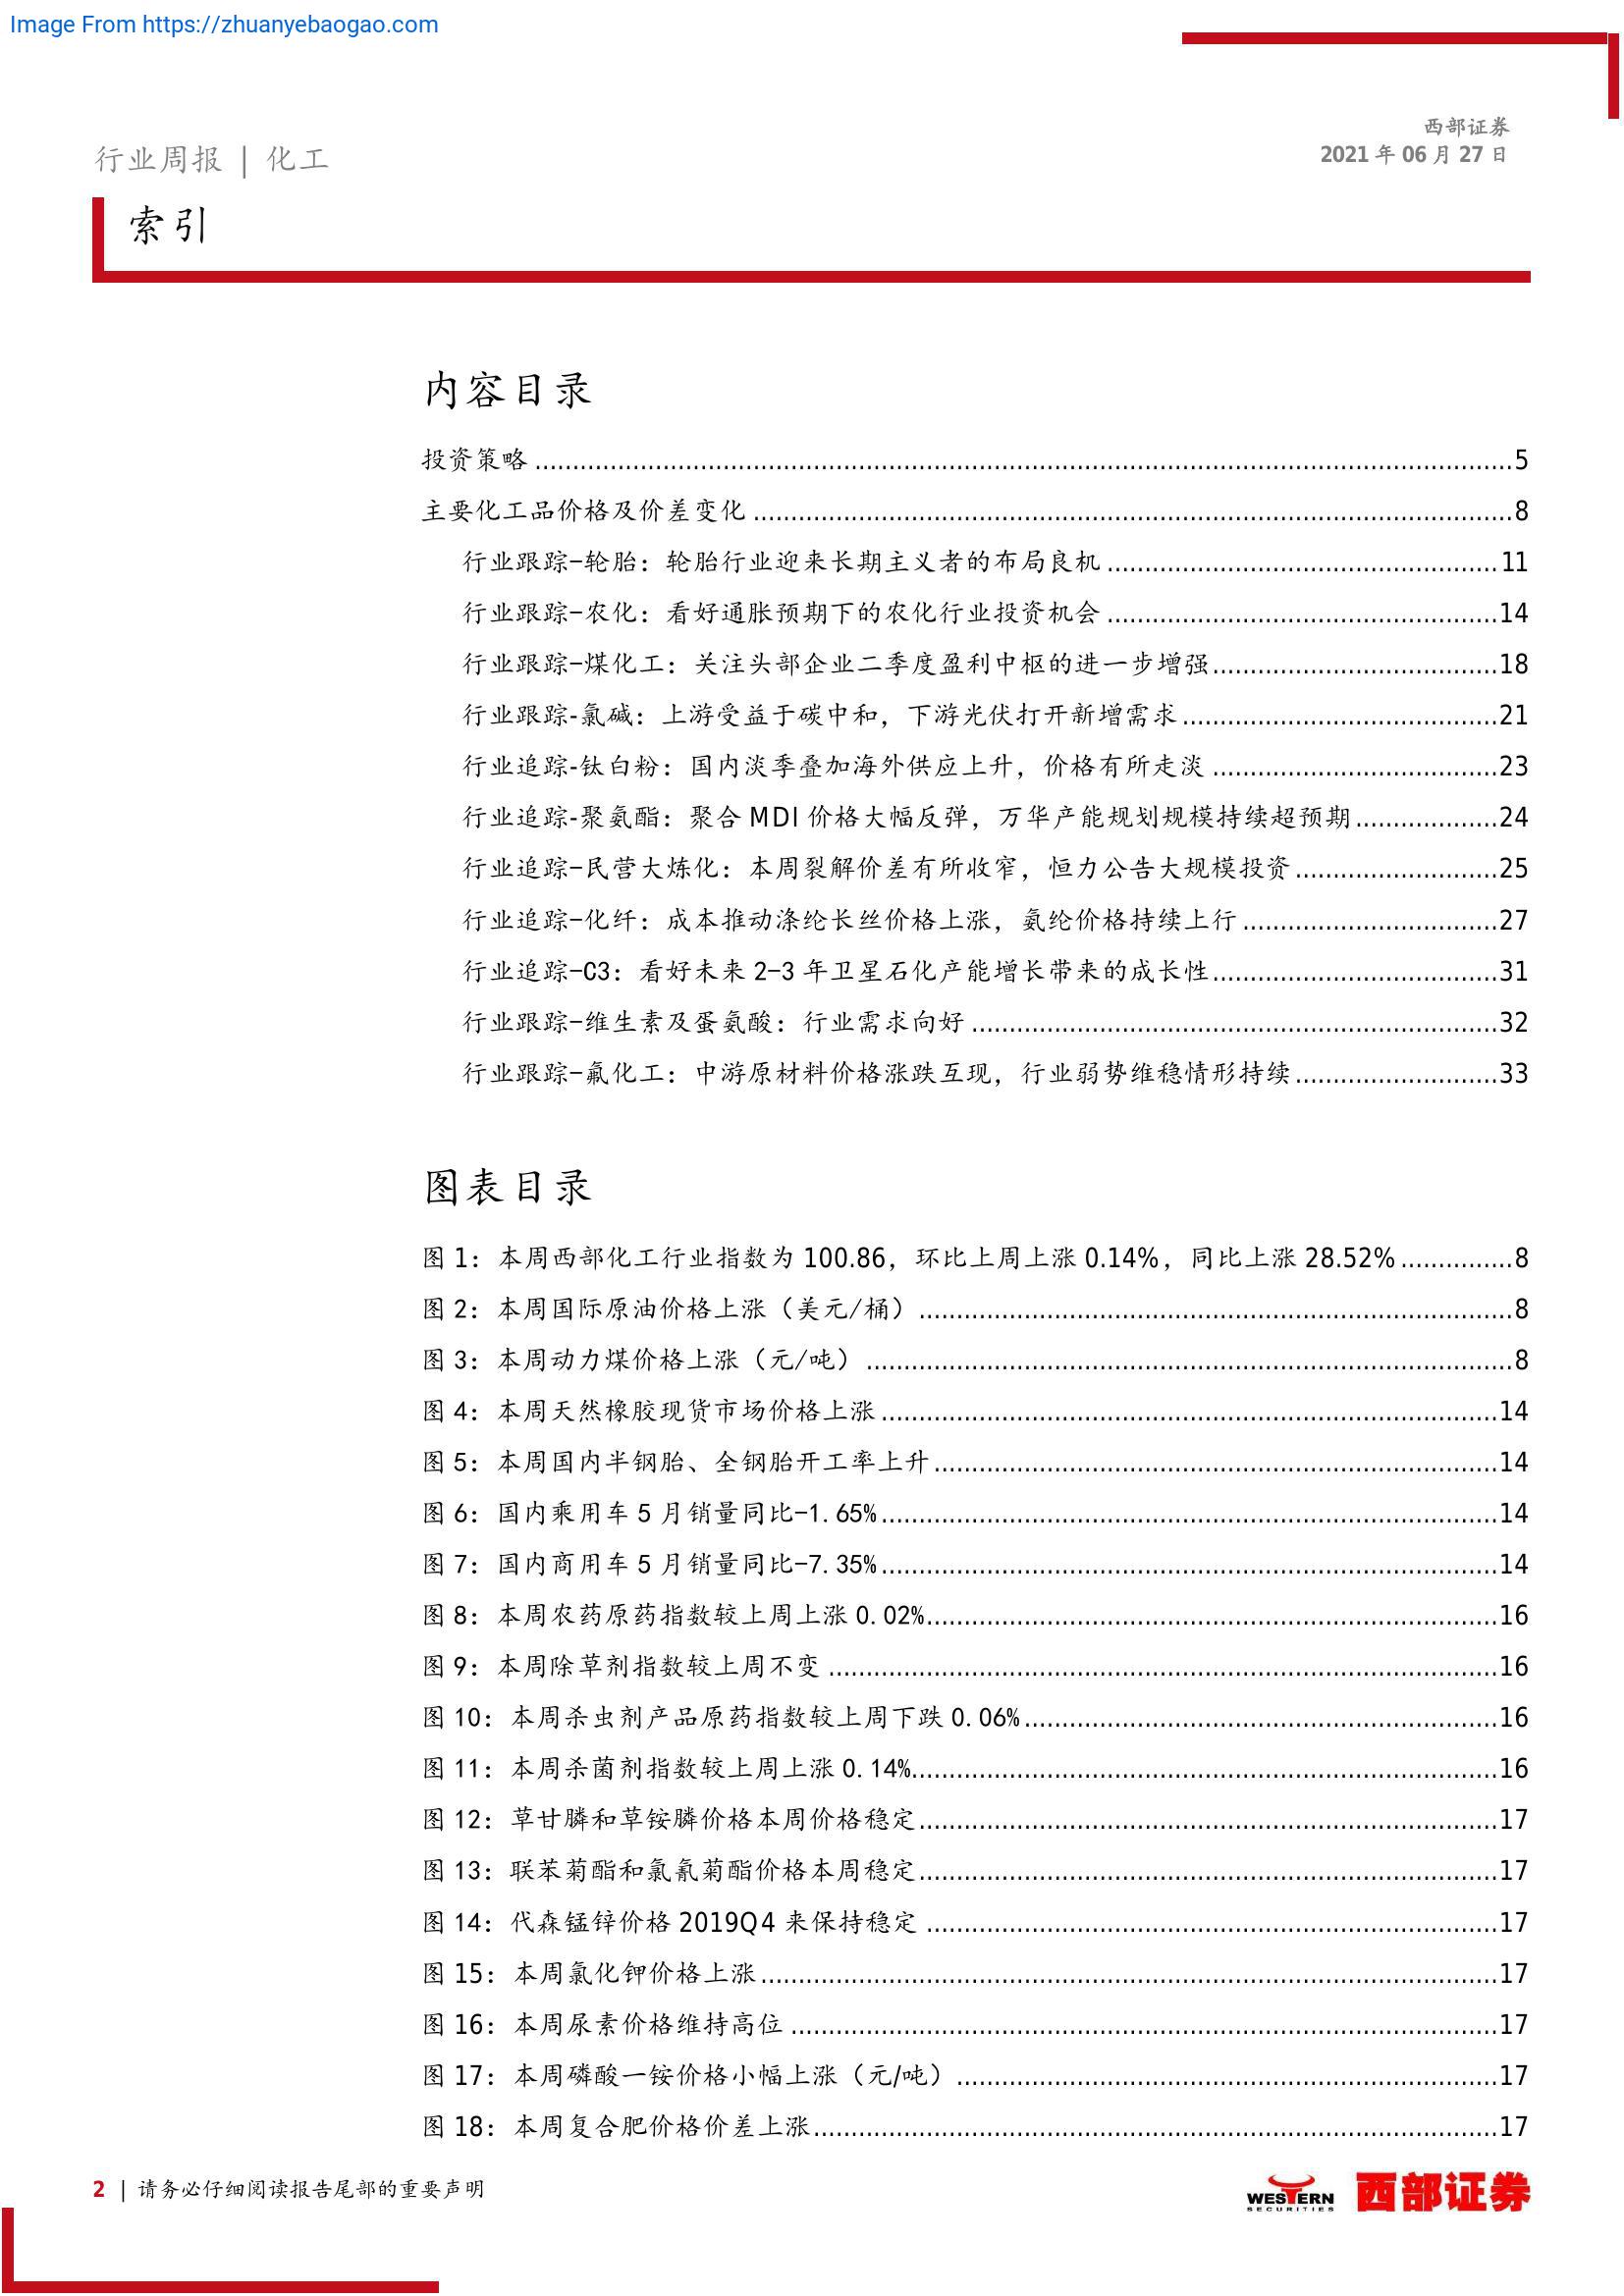 Image From https://zhuanyebaogao.com
西部证券
2021 年 06 月 27 日
行业周报 | 化工
索引
内容目录
投资策略 ..... 5
主要化工品价格及价差变化 ..... 8
行业跟踪-轮胎：轮胎行业迎来长期主义者的布局良机 ..... 11
行业跟踪-农化：看好通胀预期下的农化行业投资机会 ..... 14
行业跟踪-煤化工：关注头部企业二季度盈利中枢的进一步增强 ..... 18
行业跟踪-氯碱：上游受益于碳中和，下游光伏打开新增需求 ..... 21
行业追踪-钛白粉：国内淡季叠加海外供应上升，价格有所走淡 ..... 23
行业追踪-聚氨酯：聚合 MDI 价格大幅反弹，万华产能规划规模持续超预期 ..... 24
行业追踪-民营大炼化：本周裂解价差有所收窄，恒力公告大规模投资 ..... 25
行业追踪-化纤：成本推动涤纶长丝价格上涨，氨纶价格持续上行 ..... 27
行业追踪-C3：看好未来 2-3 年卫星石化产能增长带来的成长性 ..... 31
行业跟踪-维生素及蛋氨酸：行业需求向好 ..... 32
行业跟踪-氟化工：中游原材料价格涨跌互现，行业弱势维稳情形持续 ..... 33
图表目录
图 1：本周西部化工行业指数为 100.86，环比上周上涨 0.14%，同比上涨 28.52% ..... 8
图 2：本周国际原油价格上涨（美元/桶） ..... 8
图 3：本周动力煤价格上涨（元/吨） ..... 8
图 4：本周天然橡胶现货市场价格上涨 ..... 14
图 5：本周国内半钢胎、全钢胎开工率上升 ..... 14
图 6：国内乘用车 5 月销量同比-1.65% ..... 14
图 7：国内商用车 5 月销量同比-7.35% ..... 14
图 8：本周农药原药指数较上周上涨 0.02% ..... 16
图 9：本周除草剂指数较上周不变 ..... 16
图 10：本周杀虫剂产品原药指数较上周下跌 0.06% ..... 16
图 11：本周杀菌剂指数较上周上涨 0.14% ..... 16
图 12：草甘膦和草铵膦价格本周价格稳定 ..... 17
图 13：联苯菊酯和氯氰菊酯价格本周稳定 ..... 17
图 14：代森锰锌价格 2019Q4 来保持稳定 ..... 17
图 15：本周氯化钾价格上涨 ..... 17
图 16：本周尿素价格维持高位 ..... 17
图 17：本周磷酸一铵价格小幅上涨（元/吨） ..... 17
图 18：本周复合肥价格价差上涨 ..... 17
2 | 请务必仔细阅读报告尾部的重要声明
WESTERN
SECURITIES
西部证券